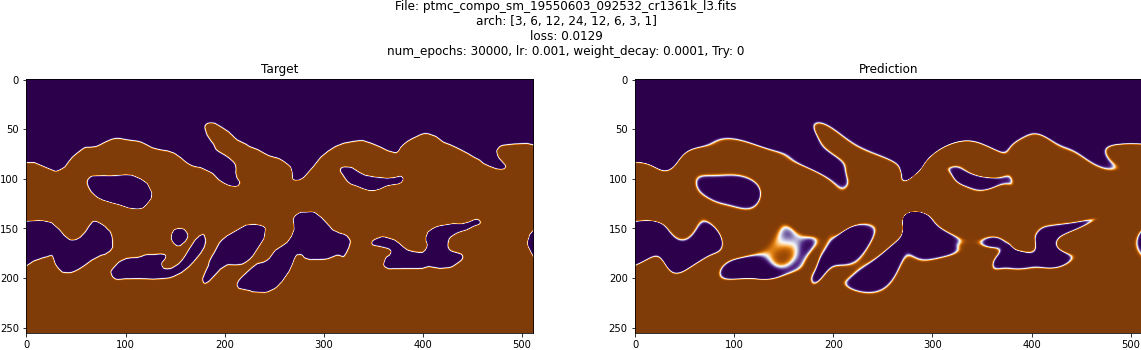 File: ptmc_compo_sm_19550603_092532_cr1361k_l3.fits
arch: [3, 6, 12, 24, 12, 6, 3, 1]
loss: 0.0129
num_epochs: 30000, lr: 0.001, weight_decay: 0.0001, Try: 0
Target
0
50
100
150
200
250
0 100 200 300 400 500
Prediction
0
50
100
150
200
250
0 100 200 300 400 500